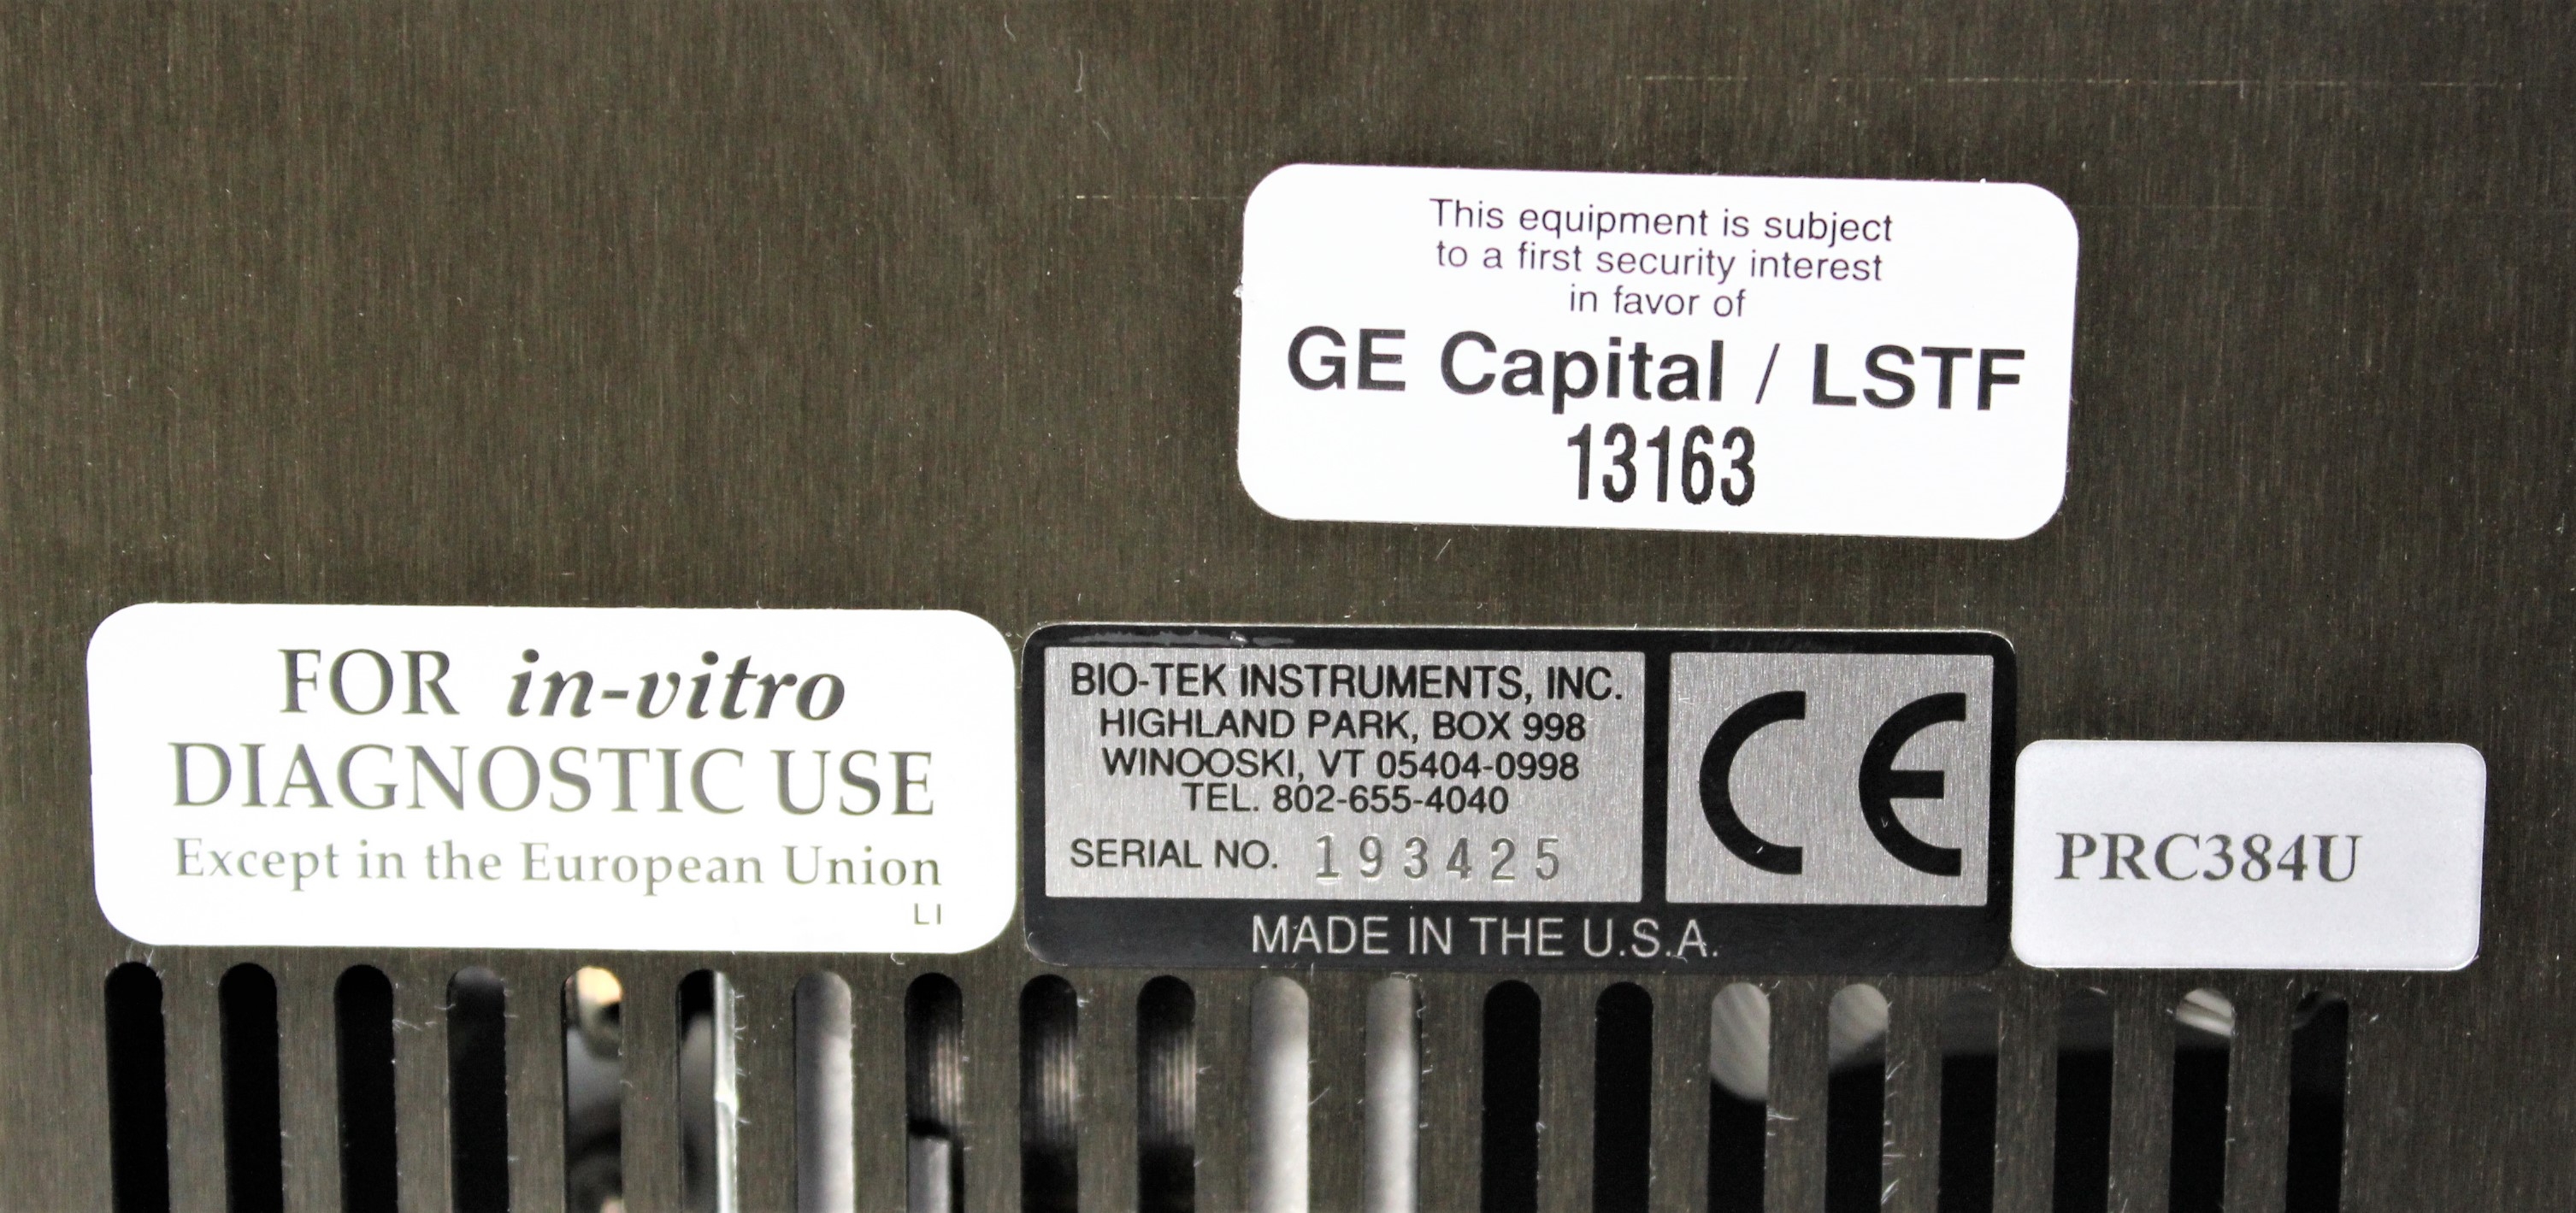 This equipment is subject
to a first security interest
in favor of
GE Capital / LSTF
13163
FOR in-vitro
DIAGNOSTIC USE
Except in the European Union
LI
BIO-TEK INSTRUMENTS, INC.
HIGHLAND PARK, BOX 998
WINOOSKI, VT 05404-0998
TEL. 802-655-4040
SERIAL NO. 193425
CE
MADE IN THE U.S.A.
PRC384U